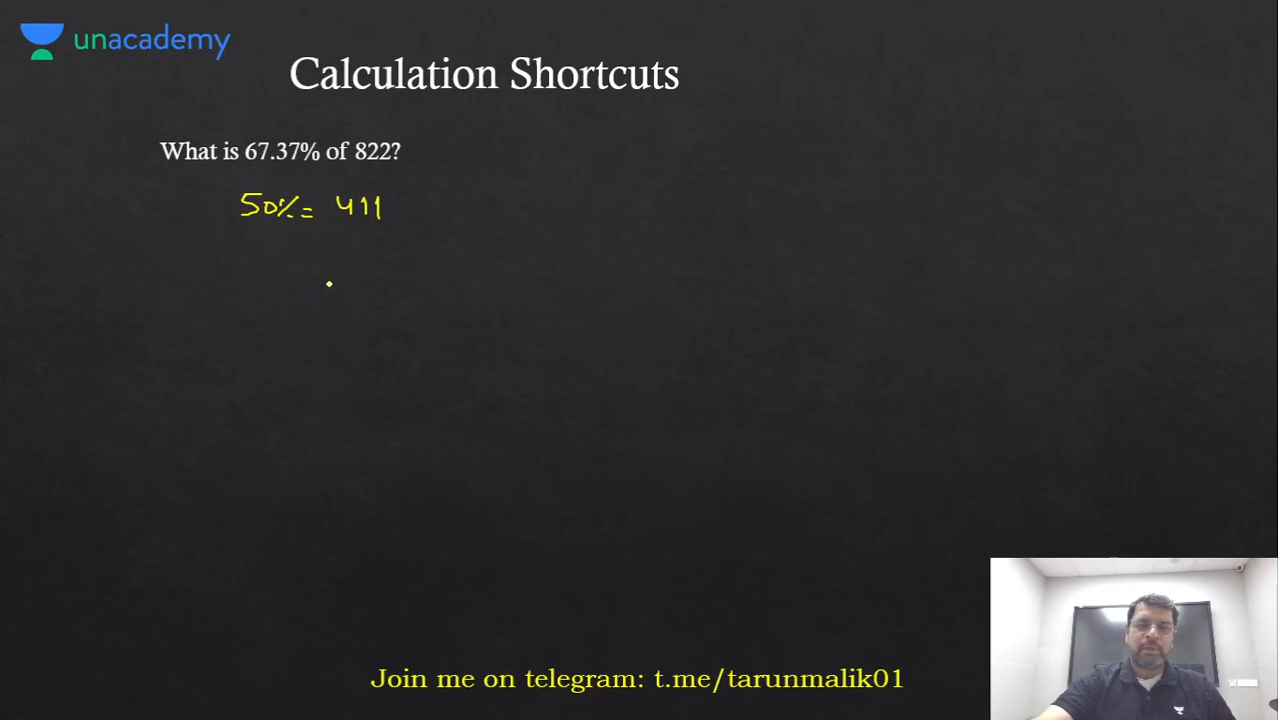 unacademy
Calculation Shortcuts
What is 67.37% of 822?
50%= 411
Join me on telegram: t.me/tarunmalik01